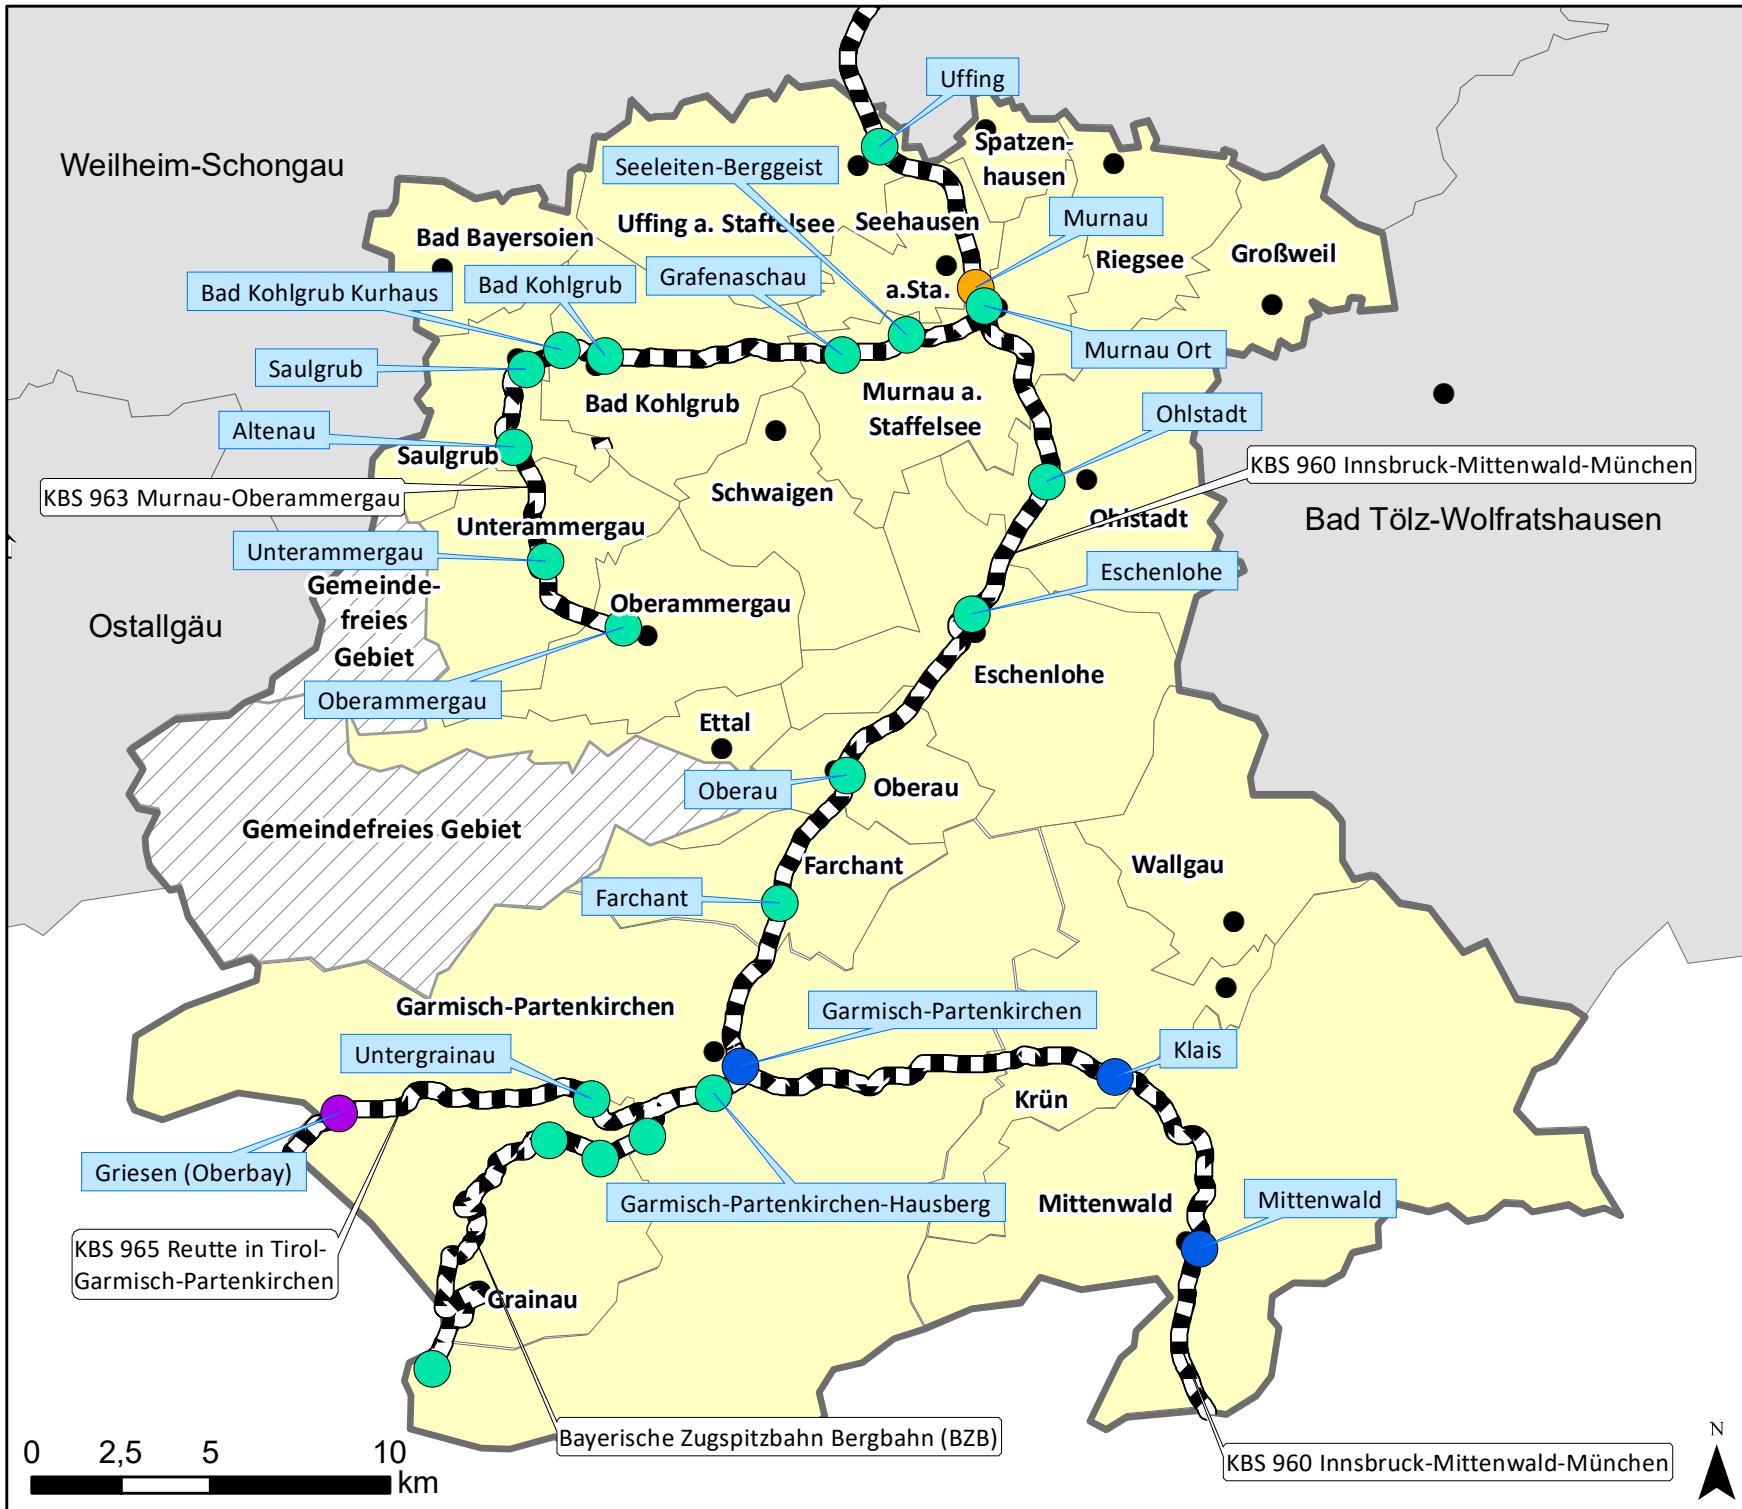 Uffing
Spatzen-
hausen
Weilheim-Schongau
Seeleiten-Berggeist
Murnau
Uffing a. Staffelsee
Seehausen
a.Sta.
Bad Bayersoien
Riegsee
Großweil
Bad Kohlgrub Kurhaus
Bad Kohlgrub
Grafenaschau
Murnau Ort
Saulgrub
Bad Kohlgrub
Murnau a.
Staffelsee
Ohlstadt
Altenau
Saulgrub
KBS 960 Innsbruck-Mittenwald-München
KBS 963 Murnau-Oberammergau
Schwaigen
Ohlstadt
Bad Tölz-Wolfratshausen
Unterammergau
Unterammergau
Eschenlohe
Gemeinde-
freies
Gebiet
Oberammergau
Ostallgäu
Eschenlohe
Oberammergau
Ettal
Oberau
Oberau
Gemeindefreies Gebiet
Farchant
Wallgau
Farchant
Garmisch-Partenkirchen
Garmisch-Partenkirchen
Untergrainau
Klais
Krün
Griesen (Oberbay)
Garmisch-Partenkirchen-Hausberg
Mittenwald
Mittenwald
KBS 965 Reutte in Tirol-
Garmisch-Partenkirchen
Grainau
Bayerische Zugspitzbahn Bergbahn (BZB)
KBS 960 Innsbruck-Mittenwald-München
0 2,5 5 10
km
N